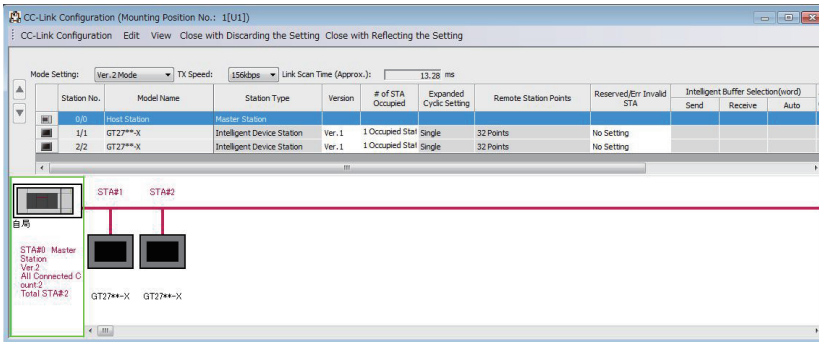 CC-Link Configuration (Mounting Position No.: 1[U1])
CC-Link Configuration Edit View Close with Discarding the Setting Close with Reflecting the Setting
Mode Setting: Ver.2 Mode TX Speed: 156kbps Link Scan Time (Approx.): 13.28 ms
Station No. Model Name Station Type Version # of STA Occupied Expanded Cyclic Setting Remote Station Points Reserved/Err Invalid STA Intelligent Buffer Selection(word)
Send Receive Auto
0/0 Host Station Master Station
1/1 GT27**-X Intelligent Device Station Ver.1 1 Occupied Stat Single 32 Points No Setting
2/2 GT27**-X Intelligent Device Station Ver.1 1 Occupied Stat Single 32 Points No Setting
STA#1 STA#2
自局
STA#0 Master
Station
Ver.2
All Connected C
ount:2
Total STA#:2
GT27**-X GT27**-X